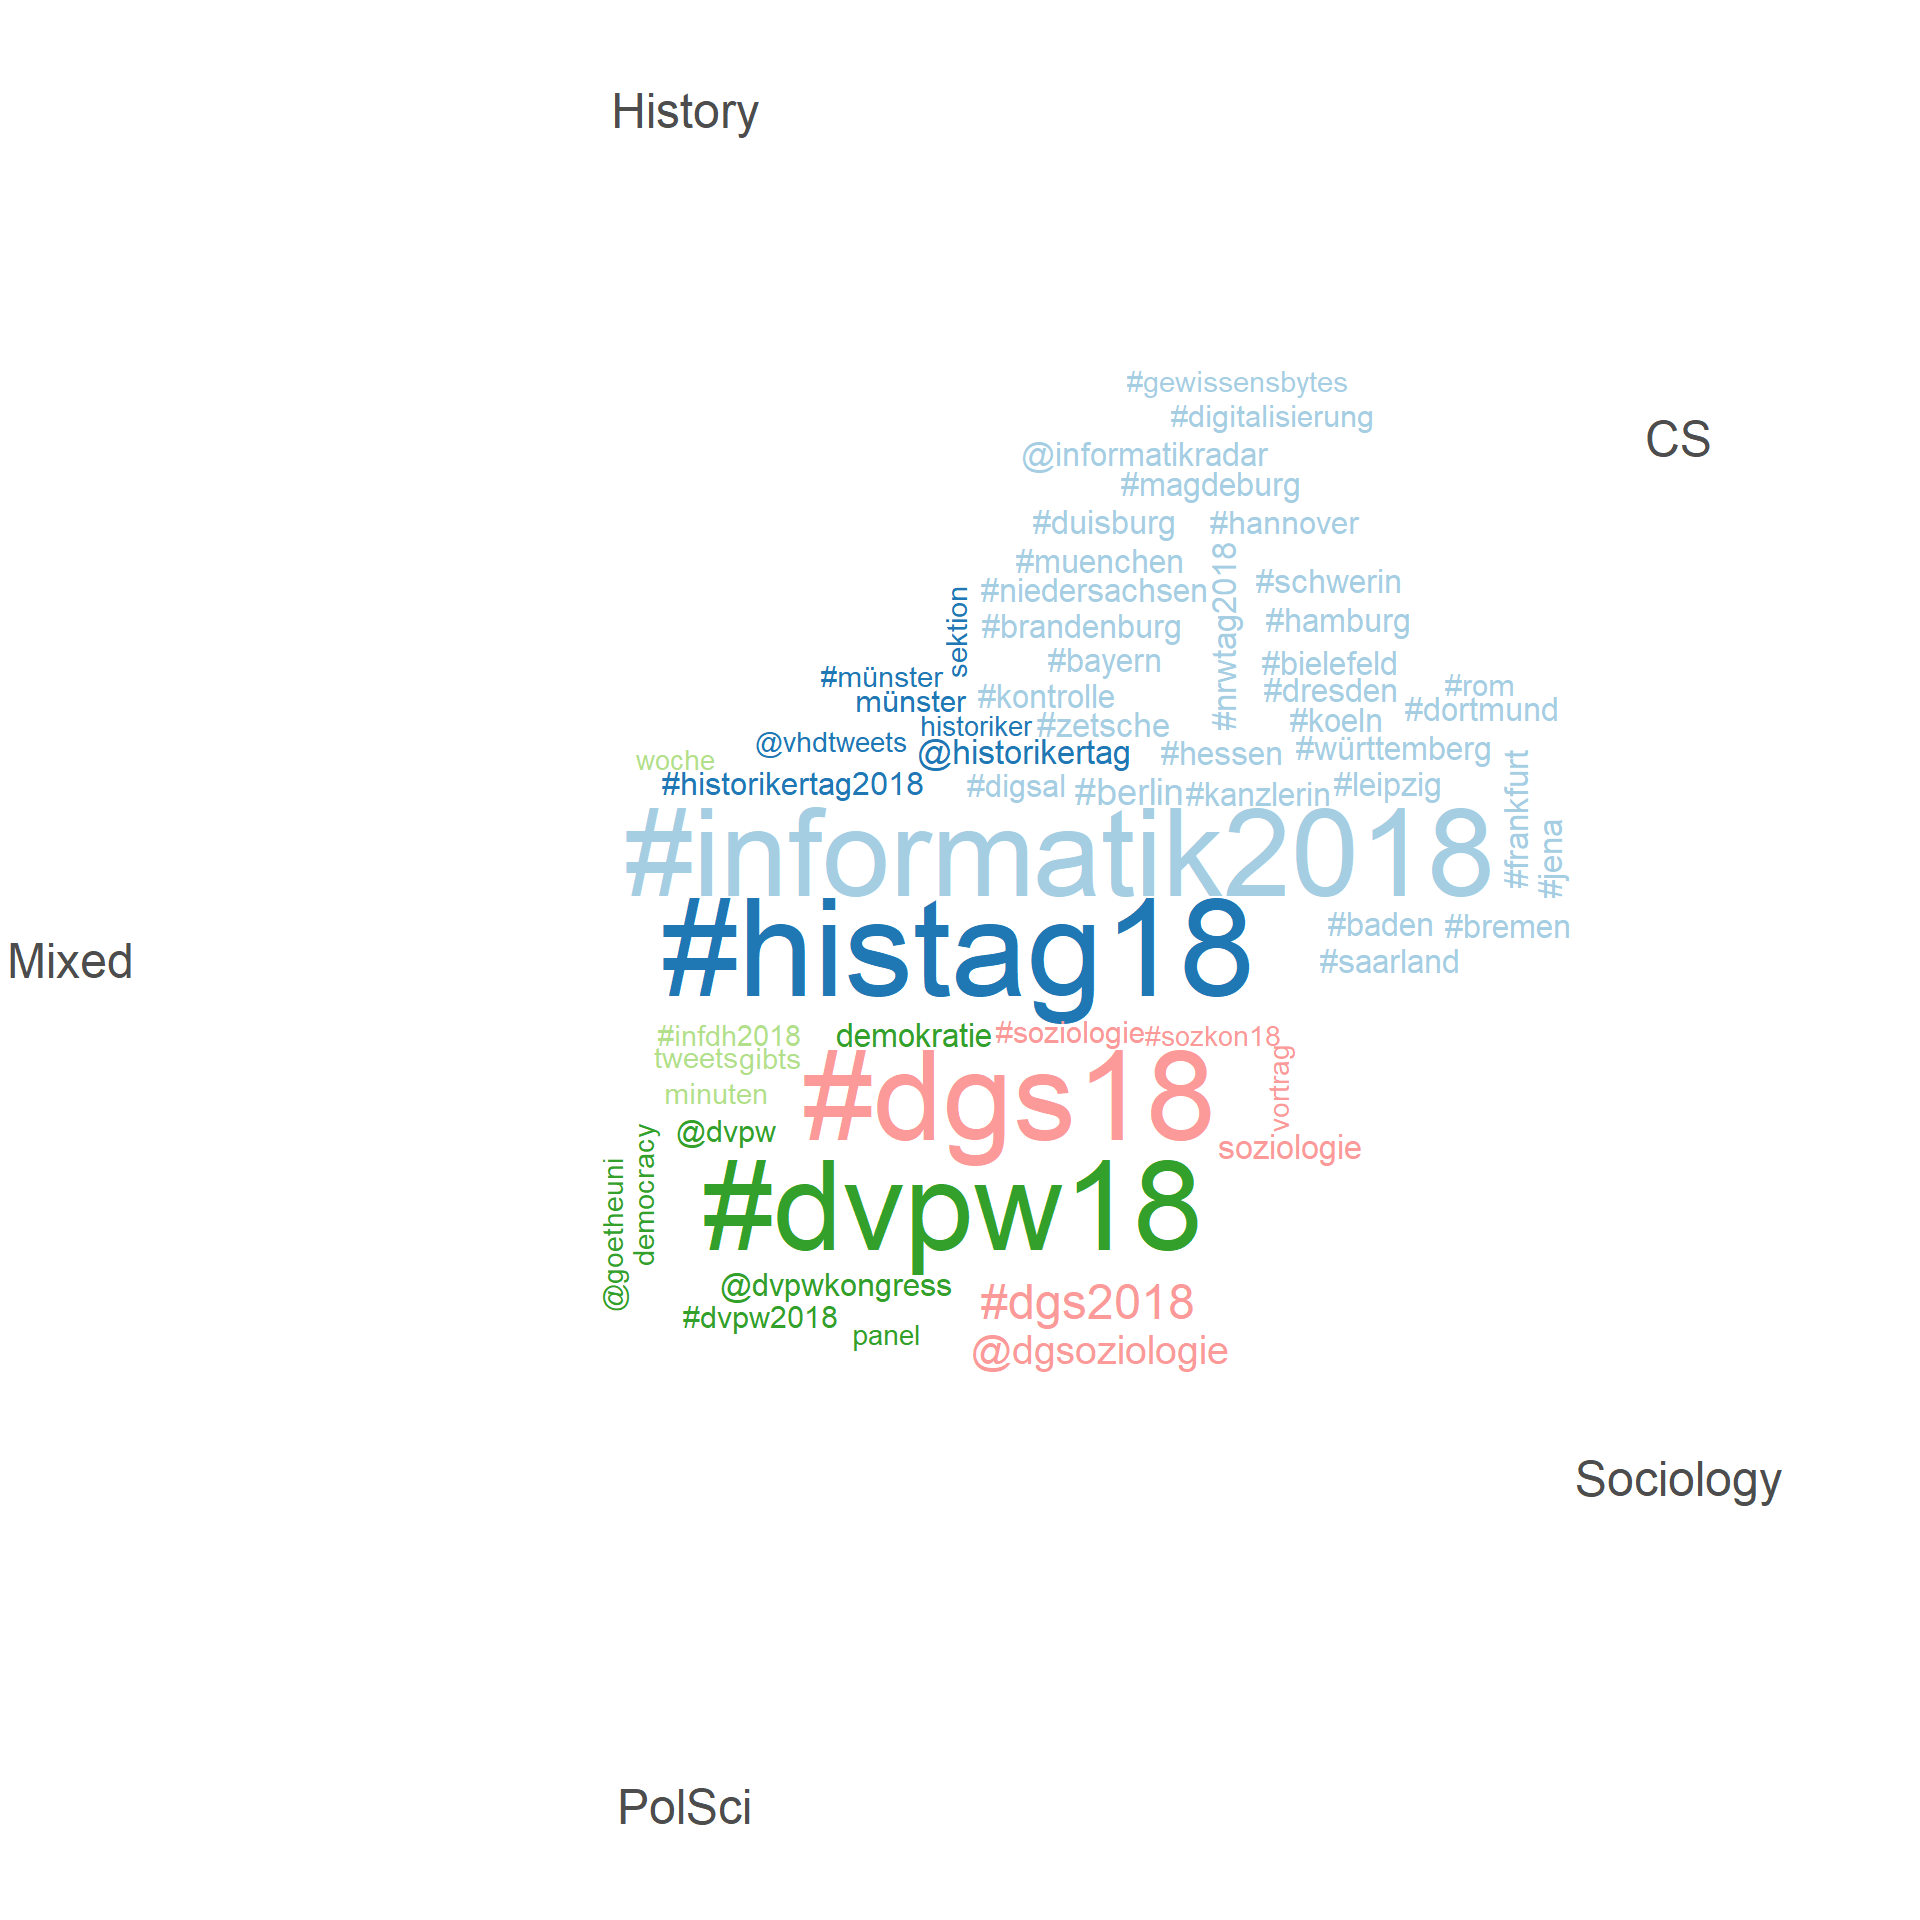 History
#gewissensbytes
#digitalisierung
CS
@informatikradar
#magdeburg
#duisburg #hannover
#muenchen
#nrwtag2018
#schwerin
#niedersachsen
sektion
#brandenburg #hamburg
#bayern #bielefeld
#münster
#kontrolle #dresden #rom
münster
#koeln #dortmund
historiker #zetsche
@vhdtweets @historikertag #hessen #württemberg
woche
#frankfurt
#historikertag2018 #digsal #berlin #kanzlerin #leipzig
#informatik2018
#jena
#histag18
#baden #bremen
Mixed
#saarland
#infdh2018 demokratie #soziologie #sozkon18
tweets gibts
vortrag
minuten
#dgs18
@dvpw
soziologie
democracy
@goetheuni
#dvpw18
@dvpwkongress
#dgs2018
#dvpw2018
panel
@dgsoziologie
Sociology
PolSci